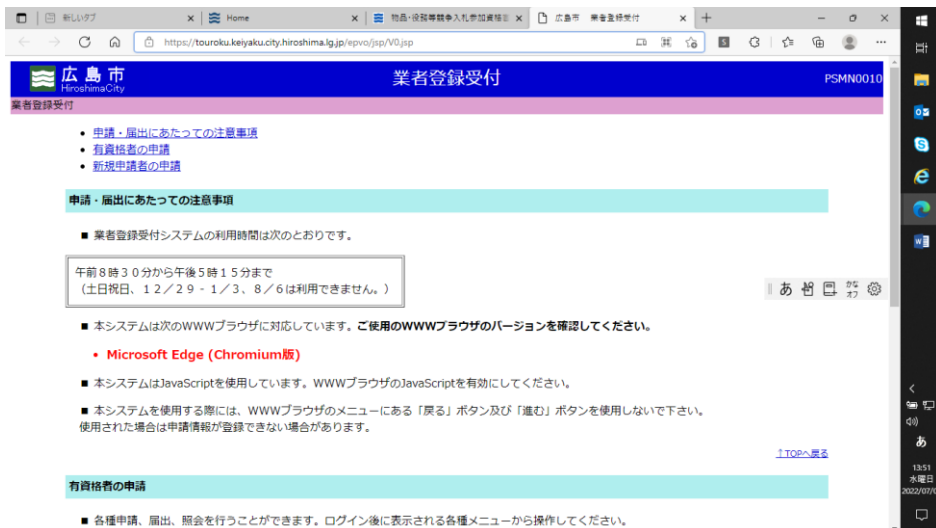 新しいタブ
Home
物品・役務等競争入札参加資格
広島市 業者登録受付
https://touroku.keiyaku.city.hiroshima.lg.jp/epvo/jsp/V0.jsp
広島市
HiroshimaCity
業者登録受付
PSMN0010
業者登録受付
• 申請・届出にあたっての注意事項
• 有資格者の申請
• 新規申請者の申請
申請・届出にあたっての注意事項
■ 業者登録受付システムの利用時間は次のとおりです。
午前8時30分から午後5時15分まで
(土日祝日、12/29-1/3、8/6は利用できません。)
あ
かな
オフ
■ 本システムは次のWWWブラウザに対応しています。ご使用のWWWブラウザのバージョンを確認してください。
• Microsoft Edge (Chromium版)
■ 本システムはJavaScriptを使用しています。WWWブラウザのJavaScriptを有効にしてください。
■ 本システムを使用する際には、WWWブラウザのメニューにある「戻る」ボタン及び「進む」ボタンを使用しないで下さい。
使用された場合は申請情報が登録できない場合があります。
↑TOPへ戻る
有資格者の申請
■ 各種申請、届出、照会を行うことができます。ログイン後に表示される各種メニューから操作してください。
あ
13:51
水曜日
2022/07/0